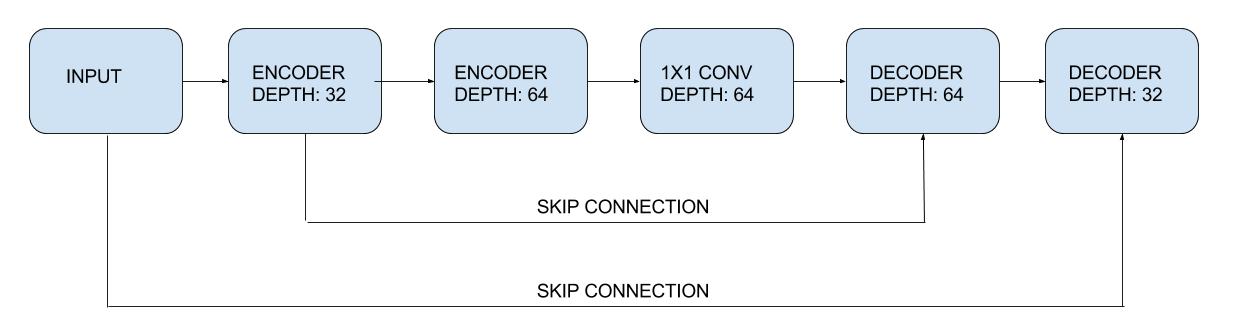 INPUT
ENCODER
DEPTH: 32
ENCODER
DEPTH: 64
1X1 CONV
DEPTH: 64
DECODER
DEPTH: 64
DECODER
DEPTH: 32
SKIP CONNECTION
SKIP CONNECTION